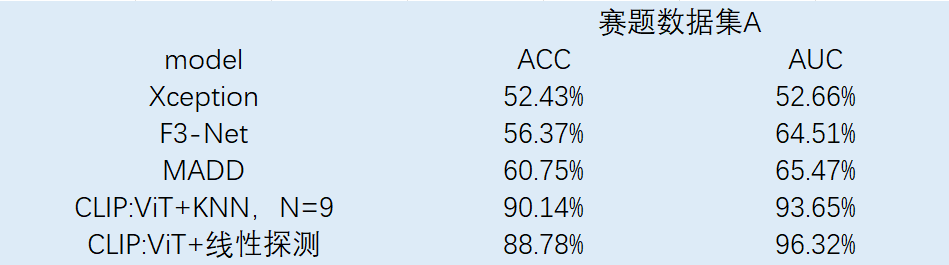 赛题数据集A
model ACC AUC
Xception 52.43% 52.66%
F3-Net 56.37% 64.51%
MADD 60.75% 65.47%
CLIP:ViT+KNN，N=9 90.14% 93.65%
CLIP:ViT+线性探测 88.78% 96.32%